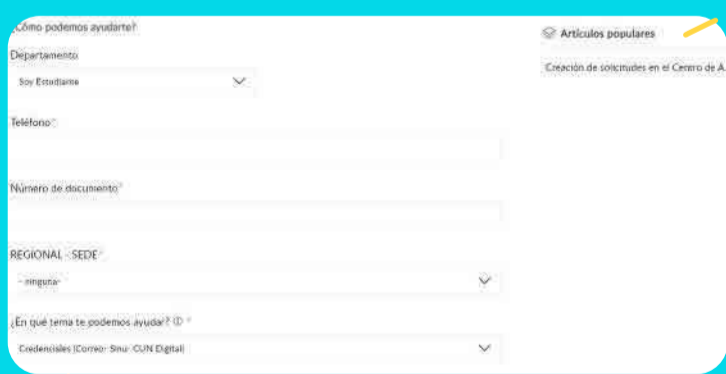 ¿Cómo podemos ayudarte?
Departamento
Soy Estudiante
Teléfono*
Número de documento*
REGIONAL - SEDE*
- ninguna-
¿En qué tema te podemos ayudar? ⓘ *
Credenciales (Correo- Sinu- CUN Digital)
Artículos populares
Creación de solicitudes en el Centro de A